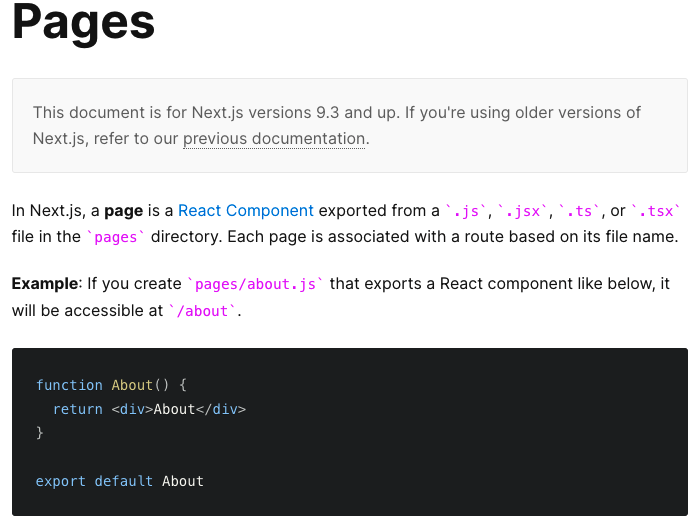 Pages
This document is for Next.js versions 9.3 and up. If you're using older versions of
Next.js, refer to our previous documentation.
In Next.js, a page is a React Component exported from a `.js`, `.jsx`, `.ts`, or `.tsx`
file in the `pages` directory. Each page is associated with a route based on its file name.
Example: If you create `pages/about.js` that exports a React component like below, it
will be accessible at `/about`.
function About() {
  return <div>About</div>
}
export default About